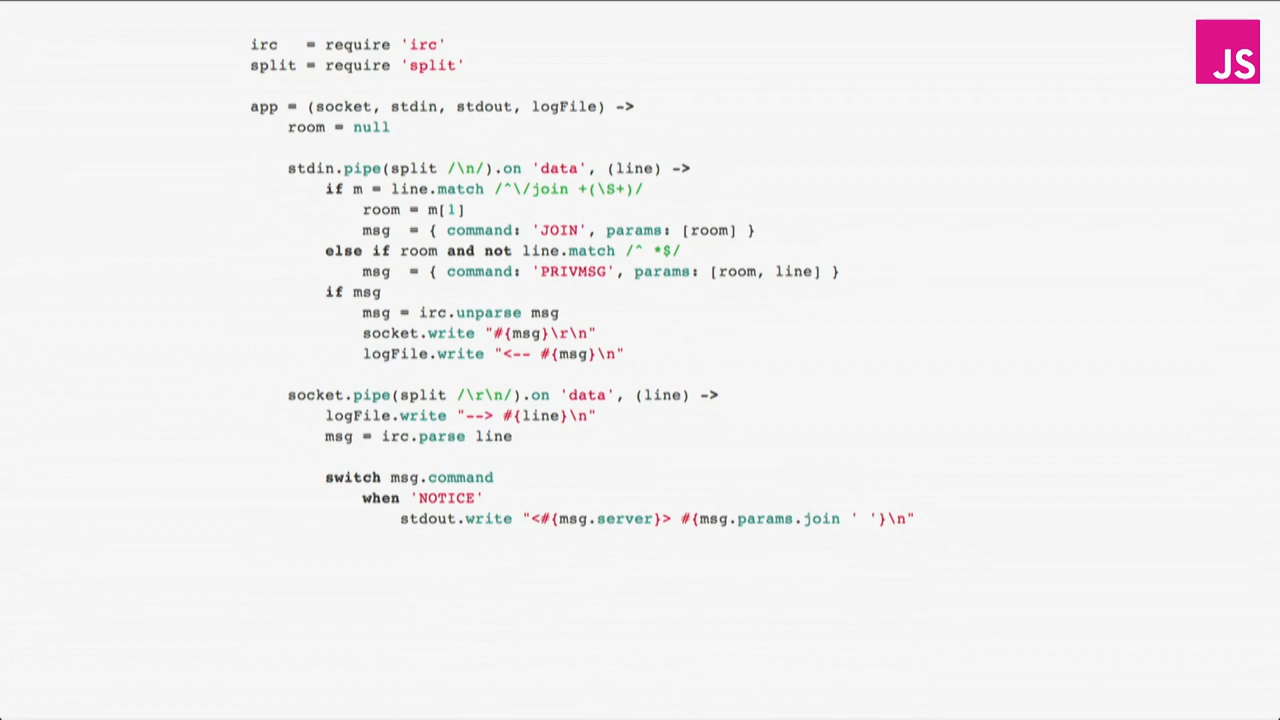 irc   = require 'irc'
split = require 'split'
JS
app = (socket, stdin, stdout, logFile) ->
    room = null
    stdin.pipe(split /\n/).on 'data', (line) ->
        if m = line.match /^\/join +(\S+)/
            room = m[1]
            msg  = { command: 'JOIN', params: [room] }
        else if room and not line.match /^ *$/
            msg  = { command: 'PRIVMSG', params: [room, line] }
        if msg
            msg = irc.unparse msg
            socket.write "#{msg}\r\n"
            logFile.write "<-- #{msg}\n"
    socket.pipe(split /\r\n/).on 'data', (line) ->
        logFile.write "--> #{line}\n"
        msg = irc.parse line
        switch msg.command
            when 'NOTICE'
                stdout.write "<#{msg.server}> #{msg.params.join ' '}\n"